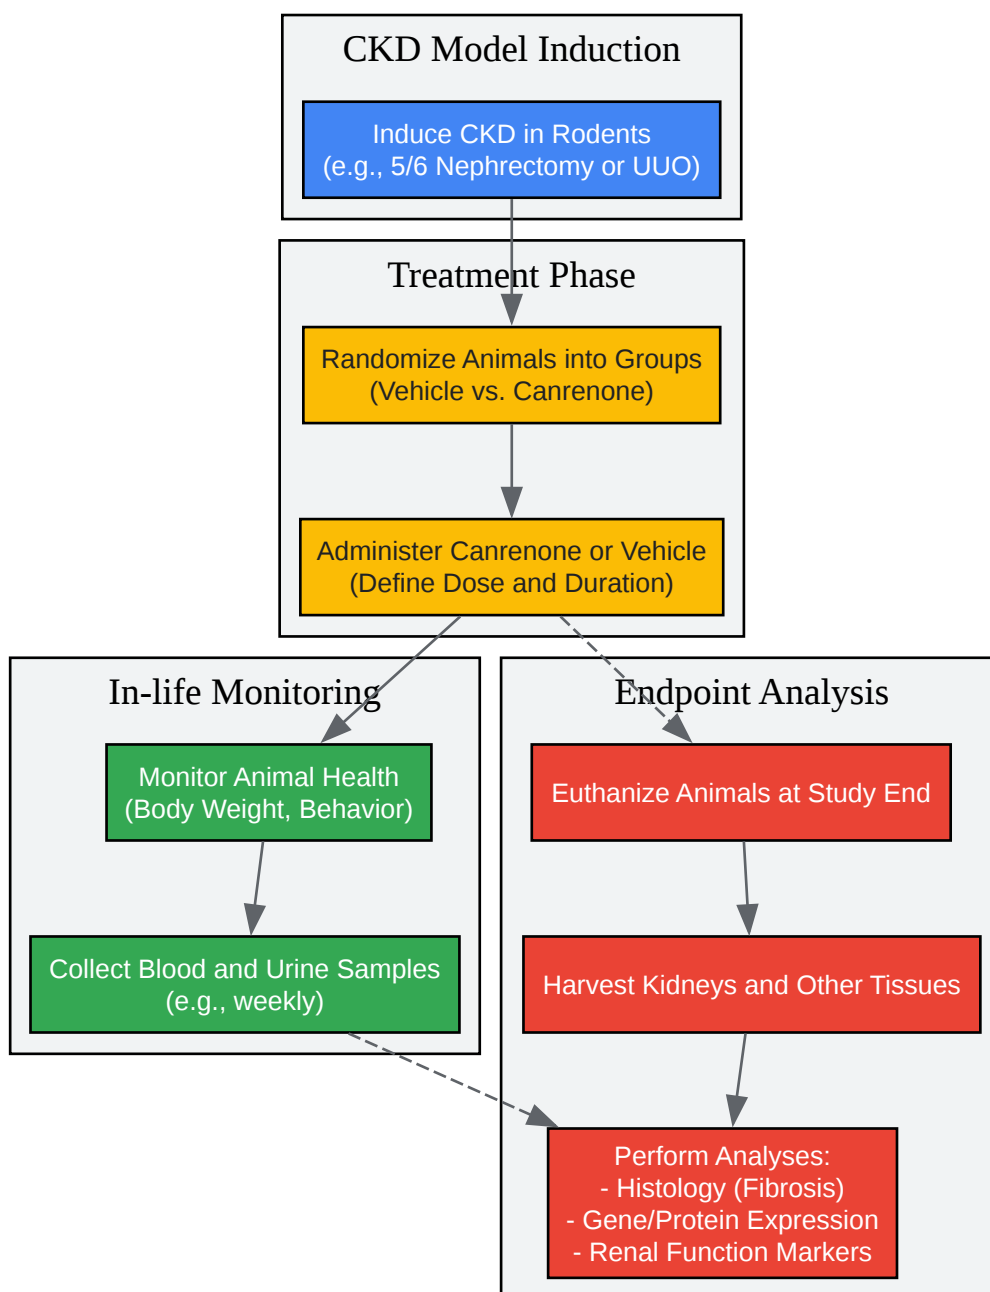 CKD Model Induction
Induce CKD in Rodents
(e.g., 5/6 Nephrectomy or UUO)
Treatment Phase
Randomize Animals into Groups
(Vehicle vs. Canrenone)
Administer Canrenone or Vehicle
(Define Dose and Duration)
In-life Monitoring
Monitor Animal Health
(Body Weight, Behavior)
Collect Blood and Urine Samples
(e.g., weekly)
Endpoint Analysis
Euthanize Animals at Study End
Harvest Kidneys and Other Tissues
Perform Analyses:
- Histology (Fibrosis)
- Gene/Protein Expression
- Renal Function Markers